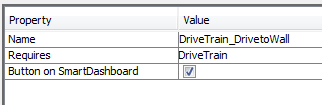 Property Value
Name DriveTrain_DrivetoWall
Requires DriveTrain
Button on SmartDashboard